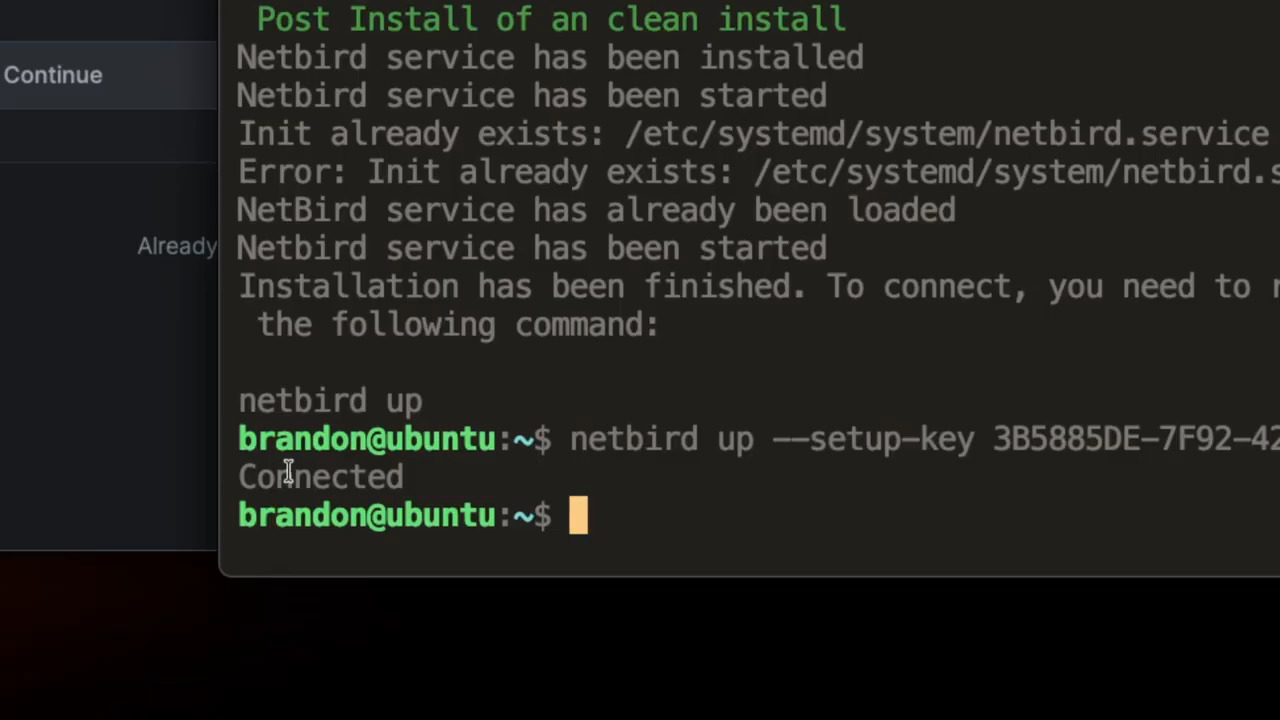 Post Install of an clean install
Netbird service has been installed
Continue
Netbird service has been started
Init already exists: /etc/systemd/system/netbird.service
Error: Init already exists: /etc/systemd/system/netbird.s
NetBird service has already been loaded
Already
Netbird service has been started
Installation has been finished. To connect, you need to
the following command:
netbird up
brandon@ubuntu:~$ netbird up --setup-key 3B5885DE-7F92-42
Connected
brandon@ubuntu:~$